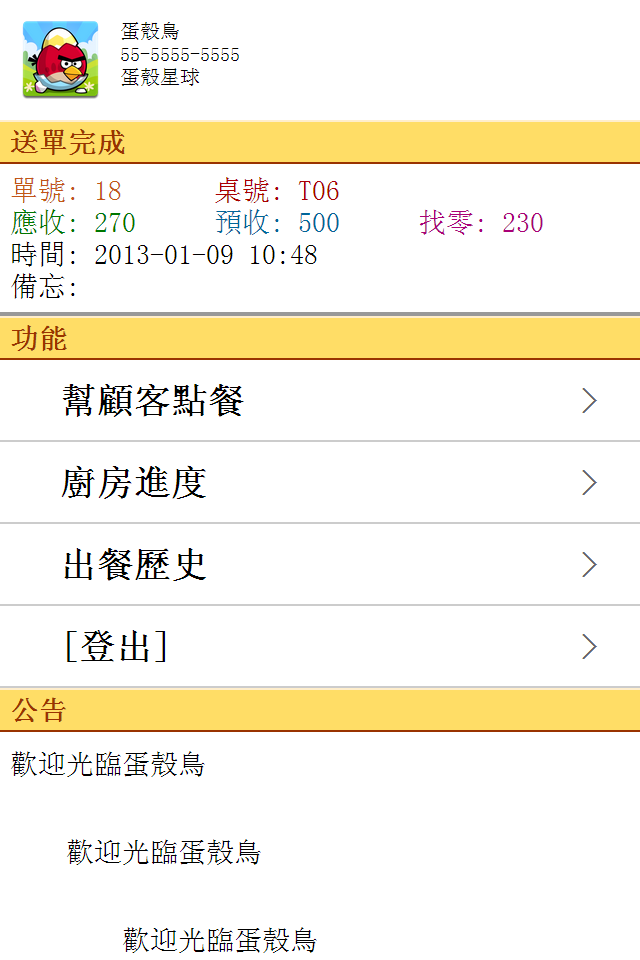 蛋殼鳥
55-5555-5555
蛋殼星球
送單完成
單號: 18 桌號: T06
應收: 270 預收: 500 找零: 230
時間: 2013-01-09 10:48
備忘:
功能
幫顧客點餐
廚房進度
出餐歷史
[登出]
公告
歡迎光臨蛋殼鳥
歡迎光臨蛋殼鳥
歡迎光臨蛋殼鳥